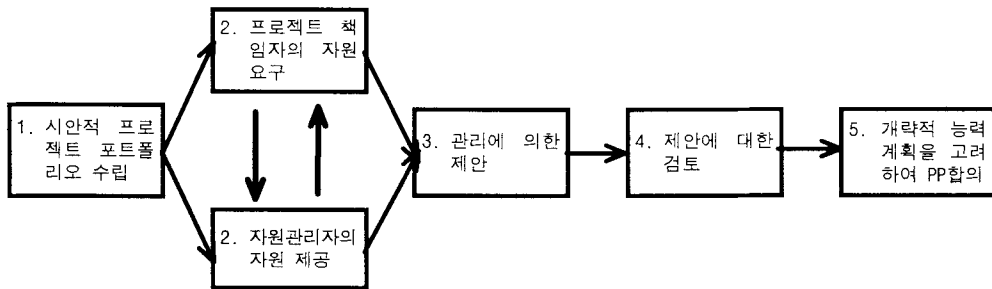 1. 시안적 프로
젝트 포트폴
리오 수립
2. 프로젝트 책
임자의 자원
요구
2. 자원관리자의
자원 제공
3. 관리에 의한
제안
4. 제안에 대한
검토
5. 개략적 능력
계획을 고려
하여 PP합의